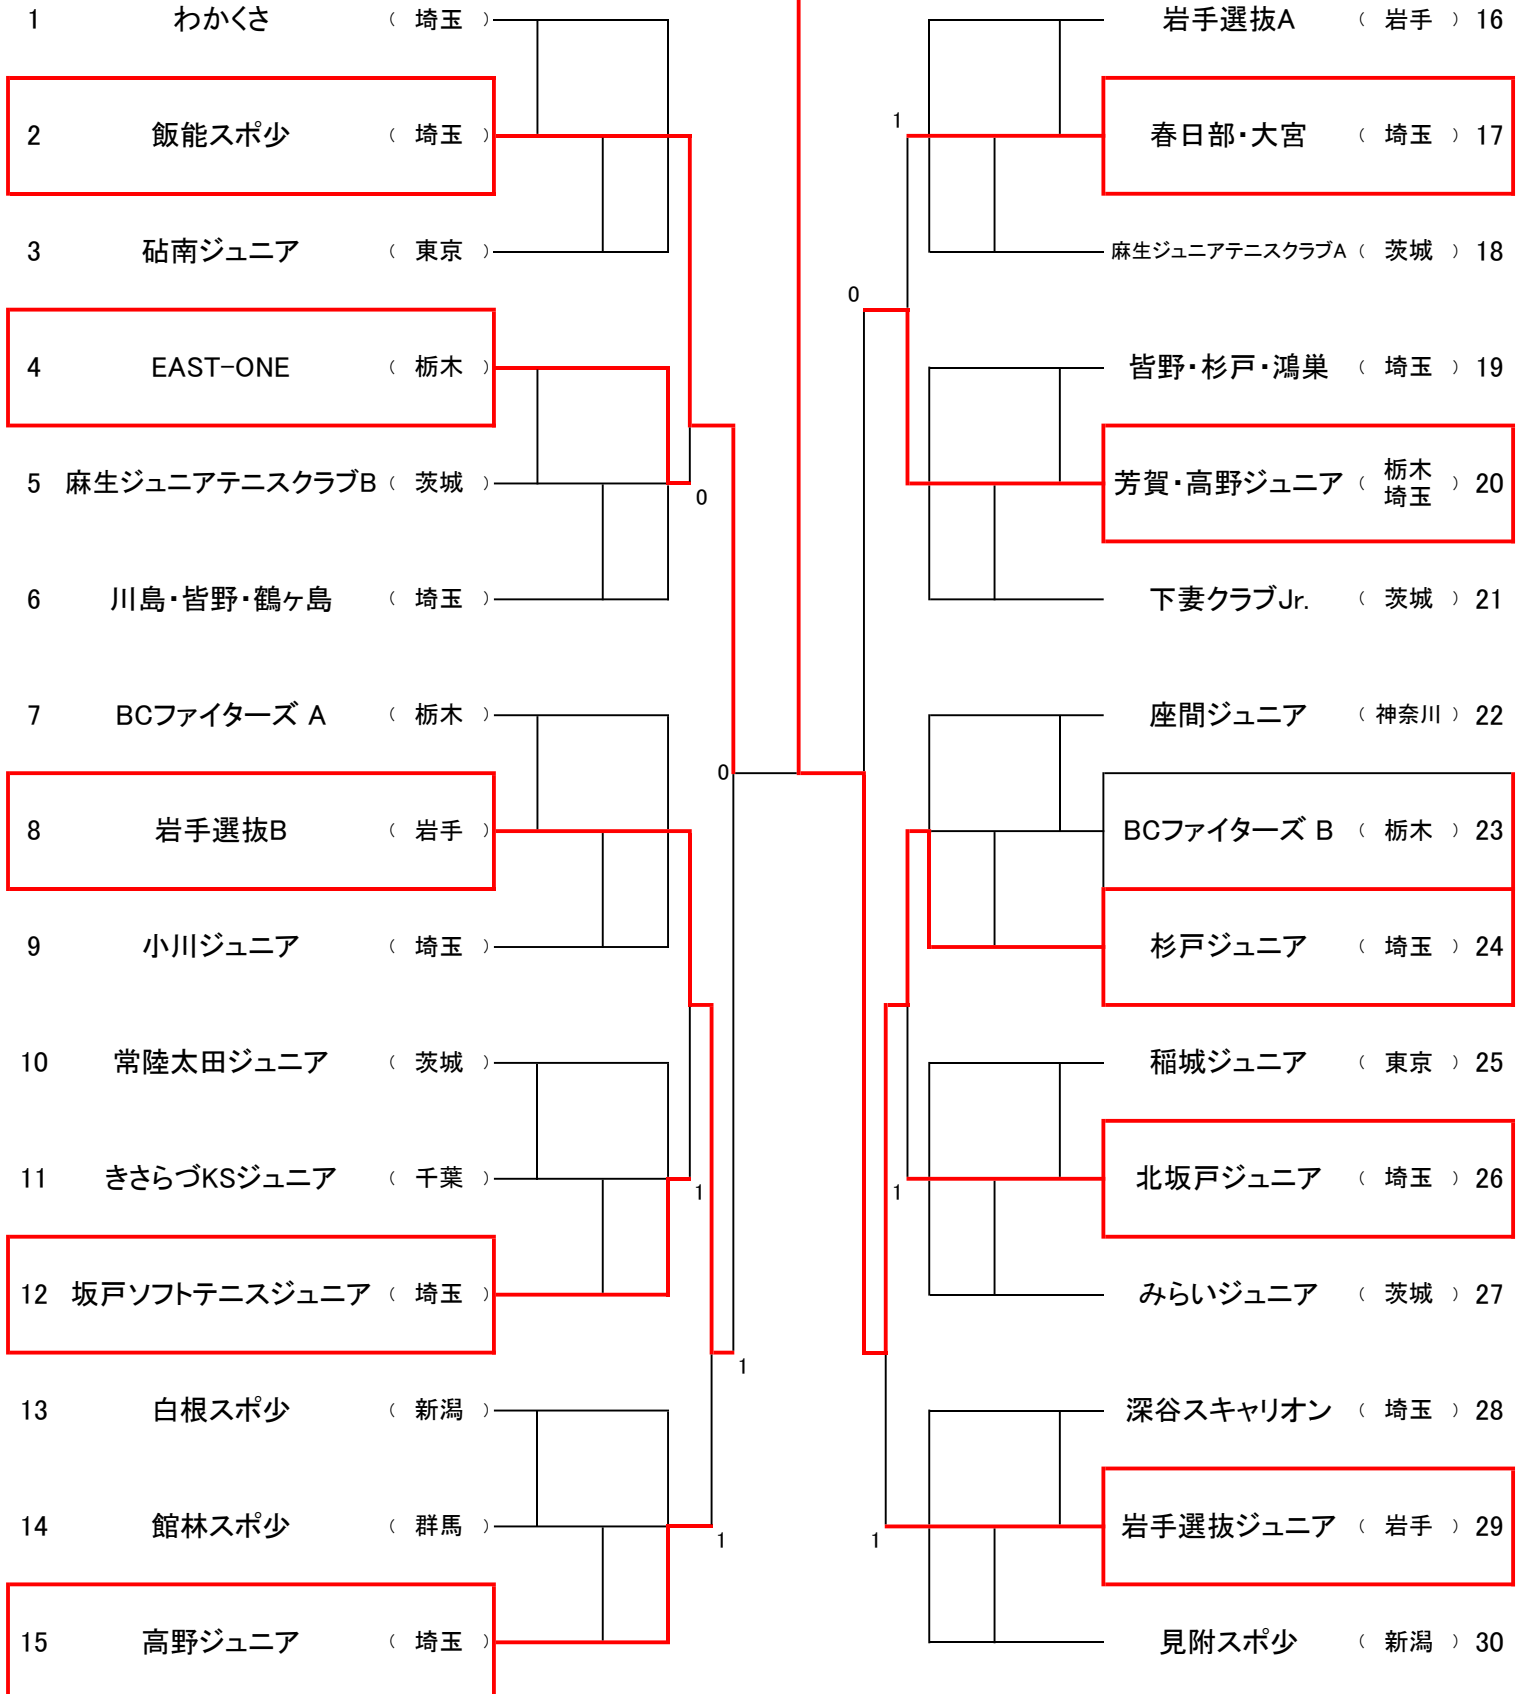 1 わかくさ （ 埼玉 ）
2 飯能スポ少 （ 埼玉 ）
3 砧南ジュニア （ 東京 ）
4 EAST-ONE （ 栃木 ）
0
5 麻生ジュニアテニスクラブB （ 茨城 ）
6 川島・皆野・鶴ヶ島 （ 埼玉 ）
7 BCファイターズ A （ 栃木 ）
0
8 岩手選抜B （ 岩手 ）
9 小川ジュニア （ 埼玉 ）
10 常陸太田ジュニア （ 茨城 ）
11 きさらづKSジュニア （ 千葉 ）
1
12 坂戸ソフトテニスジュニア （ 埼玉 ）
1
13 白根スポ少 （ 新潟 ）
14 館林スポ少 （ 群馬 ）
1
15 高野ジュニア （ 埼玉 ）
岩手選抜A （ 岩手 ） 16
1
春日部・大宮 （ 埼玉 ） 17
麻生ジュニアテニスクラブA （ 茨城 ） 18
0
皆野・杉戸・鴻巣 （ 埼玉 ） 19
芳賀・高野ジュニア （ 栃木 埼玉 ） 20
下妻クラブJr. （ 茨城 ） 21
座間ジュニア （ 神奈川 ） 22
BCファイターズ B （ 栃木 ） 23
杉戸ジュニア （ 埼玉 ） 24
稲城ジュニア （ 東京 ） 25
1
北坂戸ジュニア （ 埼玉 ） 26
みらいジュニア （ 茨城 ） 27
深谷スキャリオン （ 埼玉 ） 28
1
岩手選抜ジュニア （ 岩手 ） 29
見附スポ少 （ 新潟 ） 30